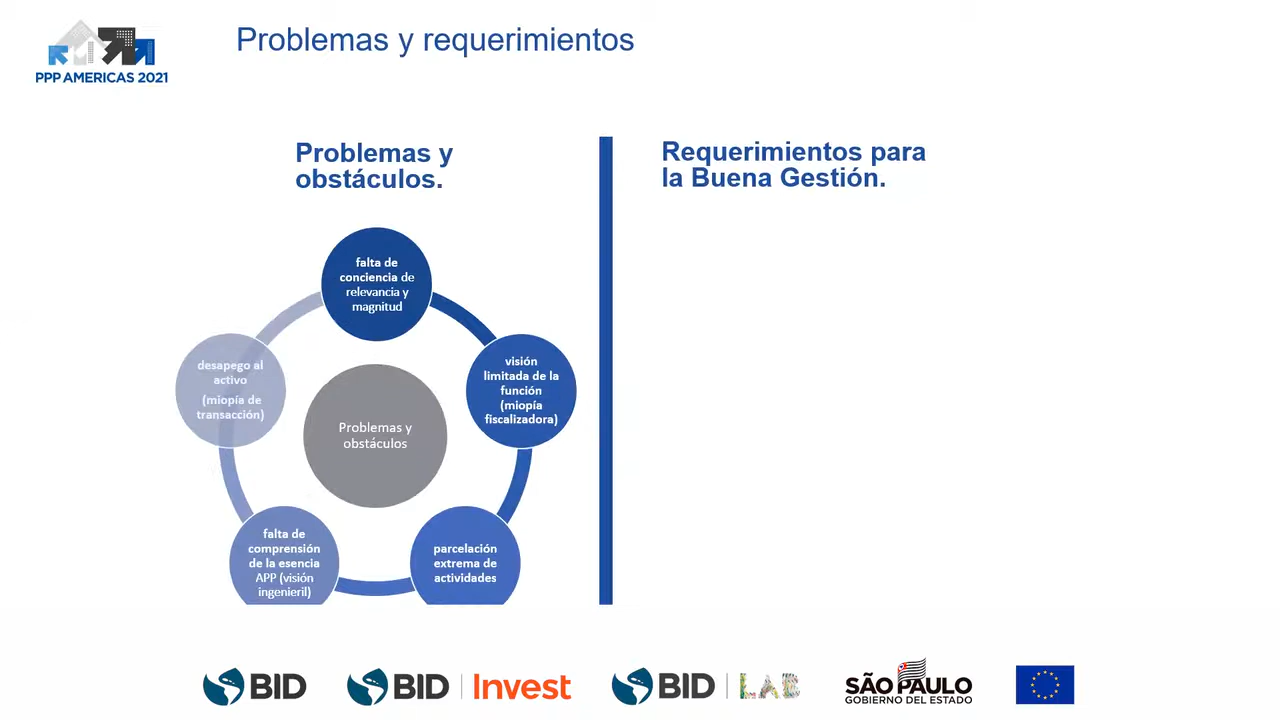 PPP AMERICAS 2021
Problemas y requerimientos
Problemas y
obstáculos.
falta de
conciencia de
relevancia y
magnitud
visión
limitada de la
función
(miopía
fiscalizadora)
parcelación
extrema de
actividades
falta de
comprensión
de la esencia
APP (visión
ingenieril)
desapego al
activo
(miopía de
transacción)
Problemas y
obstáculos
Requerimientos para
la Buena Gestión.
BID
BID Invest
BID LAB
SÃO PAULO
GOBIERNO DEL ESTADO